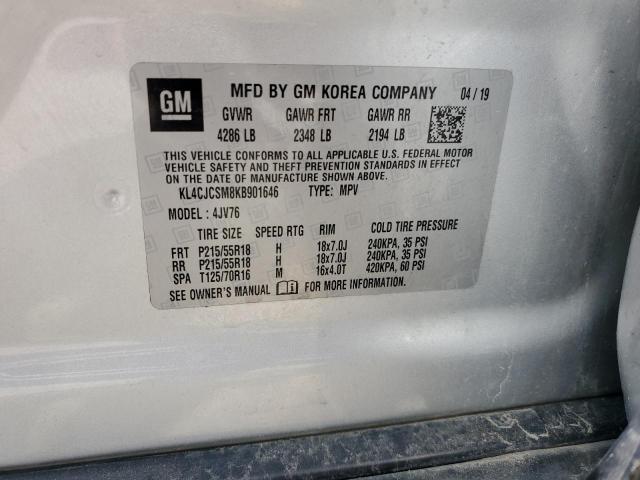 GM
MFD BY GM KOREA COMPANY 04 / 19
GVWR GAWR FRT GAWR RR
4286 LB 2348 LB 2194 LB
THIS VEHICLE CONFORMS TO ALL APPLICABLE U.S. FEDERAL MOTOR
VEHICLE SAFETY AND THEFT PREVENTION STANDARDS IN EFFECT
ON THE DATE OF MANUFACTURE SHOWN ABOVE.
KL4CJCSM8KB901646 TYPE: MPV
MODEL : 4JV76
TIRE SIZE SPEED RTG RIM COLD TIRE PRESSURE
FRT P215/55R18 H 18x7.0J 240KPA, 35 PSI
RR P215/55R18 H 18x7.0J 240KPA, 35 PSI
SPA T125/70R16 M 16x4.0T 420KPA, 60 PSI
SEE OWNER'S MANUAL FOR MORE INFORMATION.